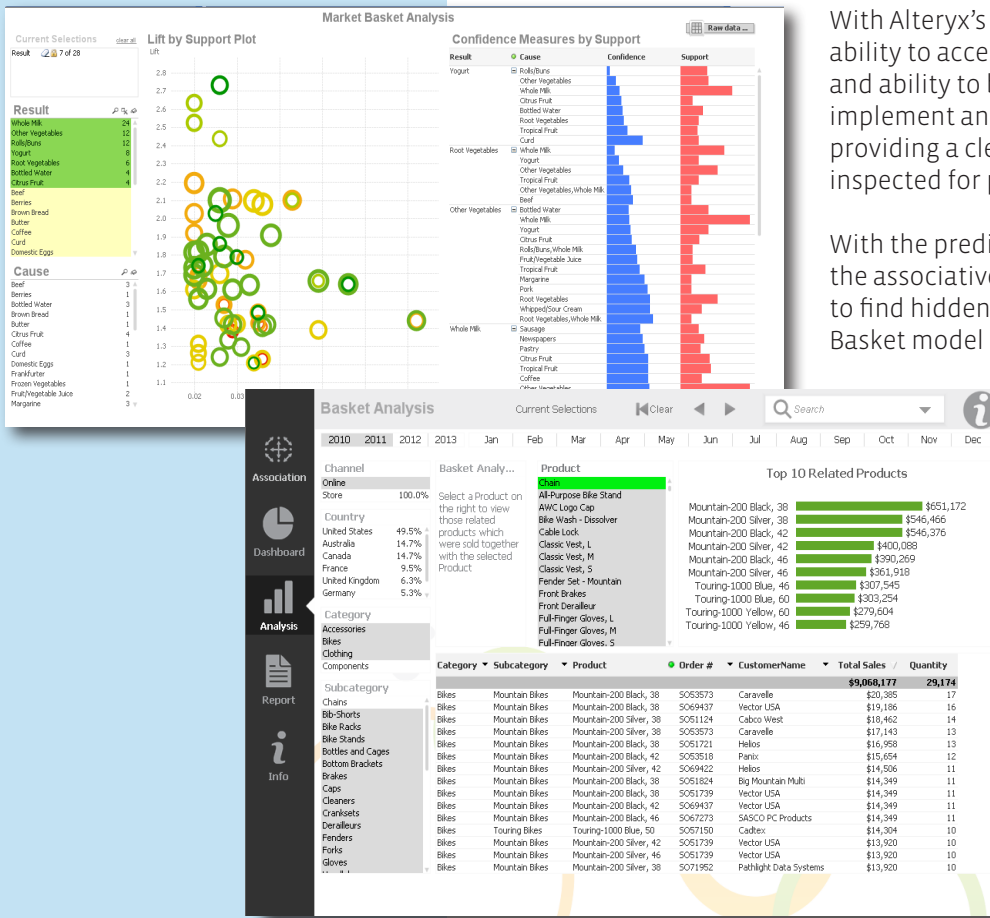 Market Basket Analysis
Current Selections
clear all
Result 7 of 28
Result
Whole Milk 24
Other Vegetables 12
Rolls/Buns 12
Yogurt 8
Root Vegetables 6
Bottled Water 4
Citrus Fruit 4
Beef
Berries
Brown Bread
Butter
Coffee
Curd
Domestic Eggs
Cause
Beef 3
Berries 1
Bottled Water 3
Brown Bread 1
Butter 1
Citrus Fruit 4
Coffee 1
Curd 3
Domestic Eggs 1
Frankfurter 1
Frozen Vegetables 1
Fruit/Vegetable Juice 2
Margarine 3
Lift by Support Plot
Lift
2.8
2.7
2.6
2.5
2.4
2.3
2.2
2.1
2.0
1.9
1.8
1.7
1.6
1.5
1.4
1.3
1.2
1.1
0.02 0.03
Raw data ...
Confidence Measures by Support
Result Cause Confidence Support
Yogurt Rolls/Buns
Other Vegetables
Whole Milk
Citrus Fruit
Bottled Water
Root Vegetables
Tropical Fruit
Curd
Root Vegetables Whole Milk
Yogurt
Other Vegetables
Tropical Fruit
Other Vegetables,Whole Milk
Beef
Other Vegetables Bottled Water
Whole Milk
Yogurt
Citrus Fruit
Rolls/Buns,Whole Milk
Fruit/Vegetable Juice
Tropical Fruit
Margarine
Pork
Root Vegetables
Whipped/Sour Cream
Root Vegetables,Whole Milk
Whole Milk Sausage
Newspapers
Pastry
Citrus Fruit
Tropical Fruit
Coffee
Other Vegetables
With Alteryx's
ability to acce
and ability to b
implement an
providing a cle
inspected for p
With the predi
the associative
to find hidden
Basket model
Basket Analysis
Current Selections
Clear
Search
2010 2011 2012 2013 Jan Feb Mar Apr May Jun Jul Aug Sep Oct Nov Dec
Association
Dashboard
Analysis
Report
Info
Channel
Online
Store 100.0%
Country
United States 49.5%
Australia 14.7%
Canada 14.7%
France 9.5%
United Kingdom 6.3%
Germany 5.3%
Category
Accessories
Bikes
Clothing
Components
Subcategory
Chains
Bib-Shorts
Bike Racks
Bike Stands
Bottles and Cages
Bottom Brackets
Brakes
Caps
Cleaners
Cranksets
Derailleurs
Fenders
Forks
Gloves
Basket Analy...
Select a Product on
the right to view
those related
products which
were sold together
with the selected
Product
Product
Chain
All-Purpose Bike Stand
AWC Logo Cap
Bike Wash - Dissolver
Cable Lock
Classic Vest, L
Classic Vest, M
Classic Vest, S
Fender Set - Mountain
Front Brakes
Front Derailleur
Full-Finger Gloves, L
Full-Finger Gloves, M
Full-Finger Gloves, S
Top 10 Related Products
Mountain-200 Black, 38 $651,172
Mountain-200 Silver, 38 $546,466
Mountain-200 Black, 42 $546,376
Mountain-200 Silver, 42 $400,088
Mountain-200 Black, 46 $390,269
Mountain-200 Silver, 46 $361,918
Touring-1000 Blue, 46 $307,545
Touring-1000 Blue, 60 $303,254
Touring-1000 Yellow, 60 $279,604
Touring-1000 Yellow, 46 $259,768
Category Subcategory Product Order # CustomerName Total Sales Quantity
$9,068,177 29,174
Bikes Mountain Bikes Mountain-200 Black, 38 SO53573 Caravelle $20,385 17
Bikes Mountain Bikes Mountain-200 Black, 38 SO69437 Vector USA $19,186 16
Bikes Mountain Bikes Mountain-200 Silver, 38 SO51124 Cabco West $18,462 14
Bikes Mountain Bikes Mountain-200 Silver, 38 SO53573 Caravelle $17,143 13
Bikes Mountain Bikes Mountain-200 Black, 38 SO51721 Helios $16,958 13
Bikes Mountain Bikes Mountain-200 Black, 42 SO53518 Panix $15,654 12
Bikes Mountain Bikes Mountain-200 Silver, 42 SO69422 Helios $14,506 11
Bikes Mountain Bikes Mountain-200 Black, 38 SO51824 Big Mountain Multi $14,349 11
Bikes Mountain Bikes Mountain-200 Black, 38 SO51739 Vector USA $14,349 11
Bikes Mountain Bikes Mountain-200 Black, 42 SO69437 Vector USA $14,349 11
Bikes Mountain Bikes Mountain-200 Black, 46 SO67273 SASCO PC Products $14,349 11
Bikes Touring Bikes Touring-1000 Blue, 50 SO57150 Cadtex $14,304 10
Bikes Mountain Bikes Mountain-200 Silver, 42 SO51739 Vector USA $13,920 10
Bikes Mountain Bikes Mountain-200 Silver, 46 SO51739 Vector USA $13,920 10
Bikes Mountain Bikes Mountain-200 Silver, 38 SO71952 Pathlight Data Systems $13,920 10